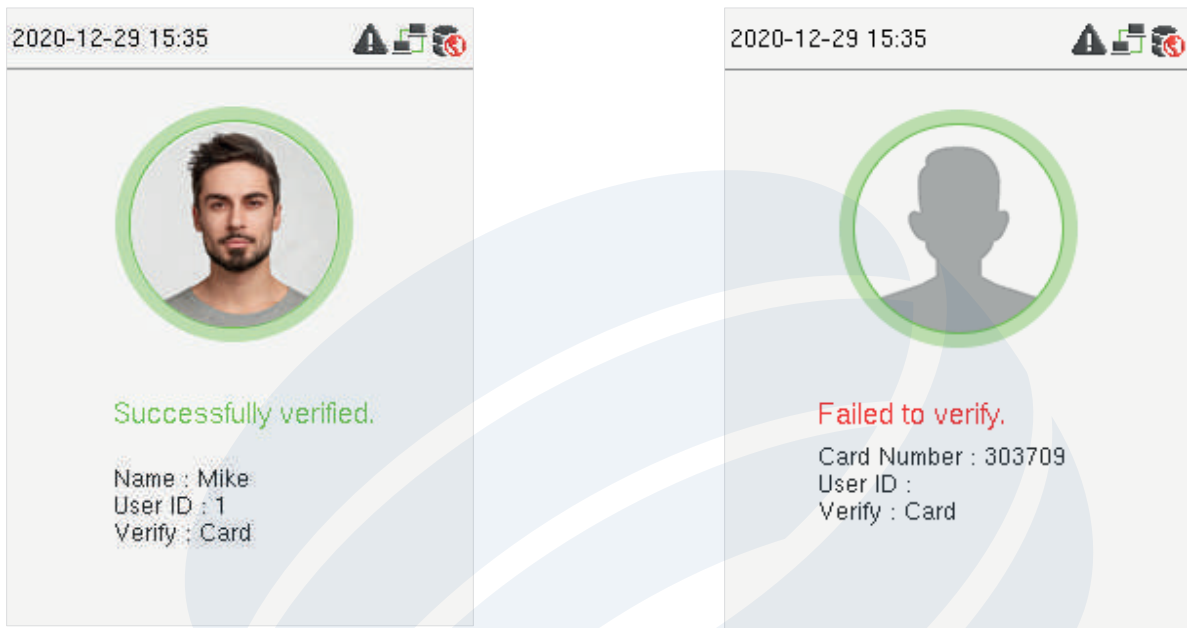 2020-12-29 15:35
Successfully verified.
Name : Mike
User ID : 1
Verify : Card
2020-12-29 15:35
Failed to verify.
Card Number : 303709
User ID :
Verify : Card